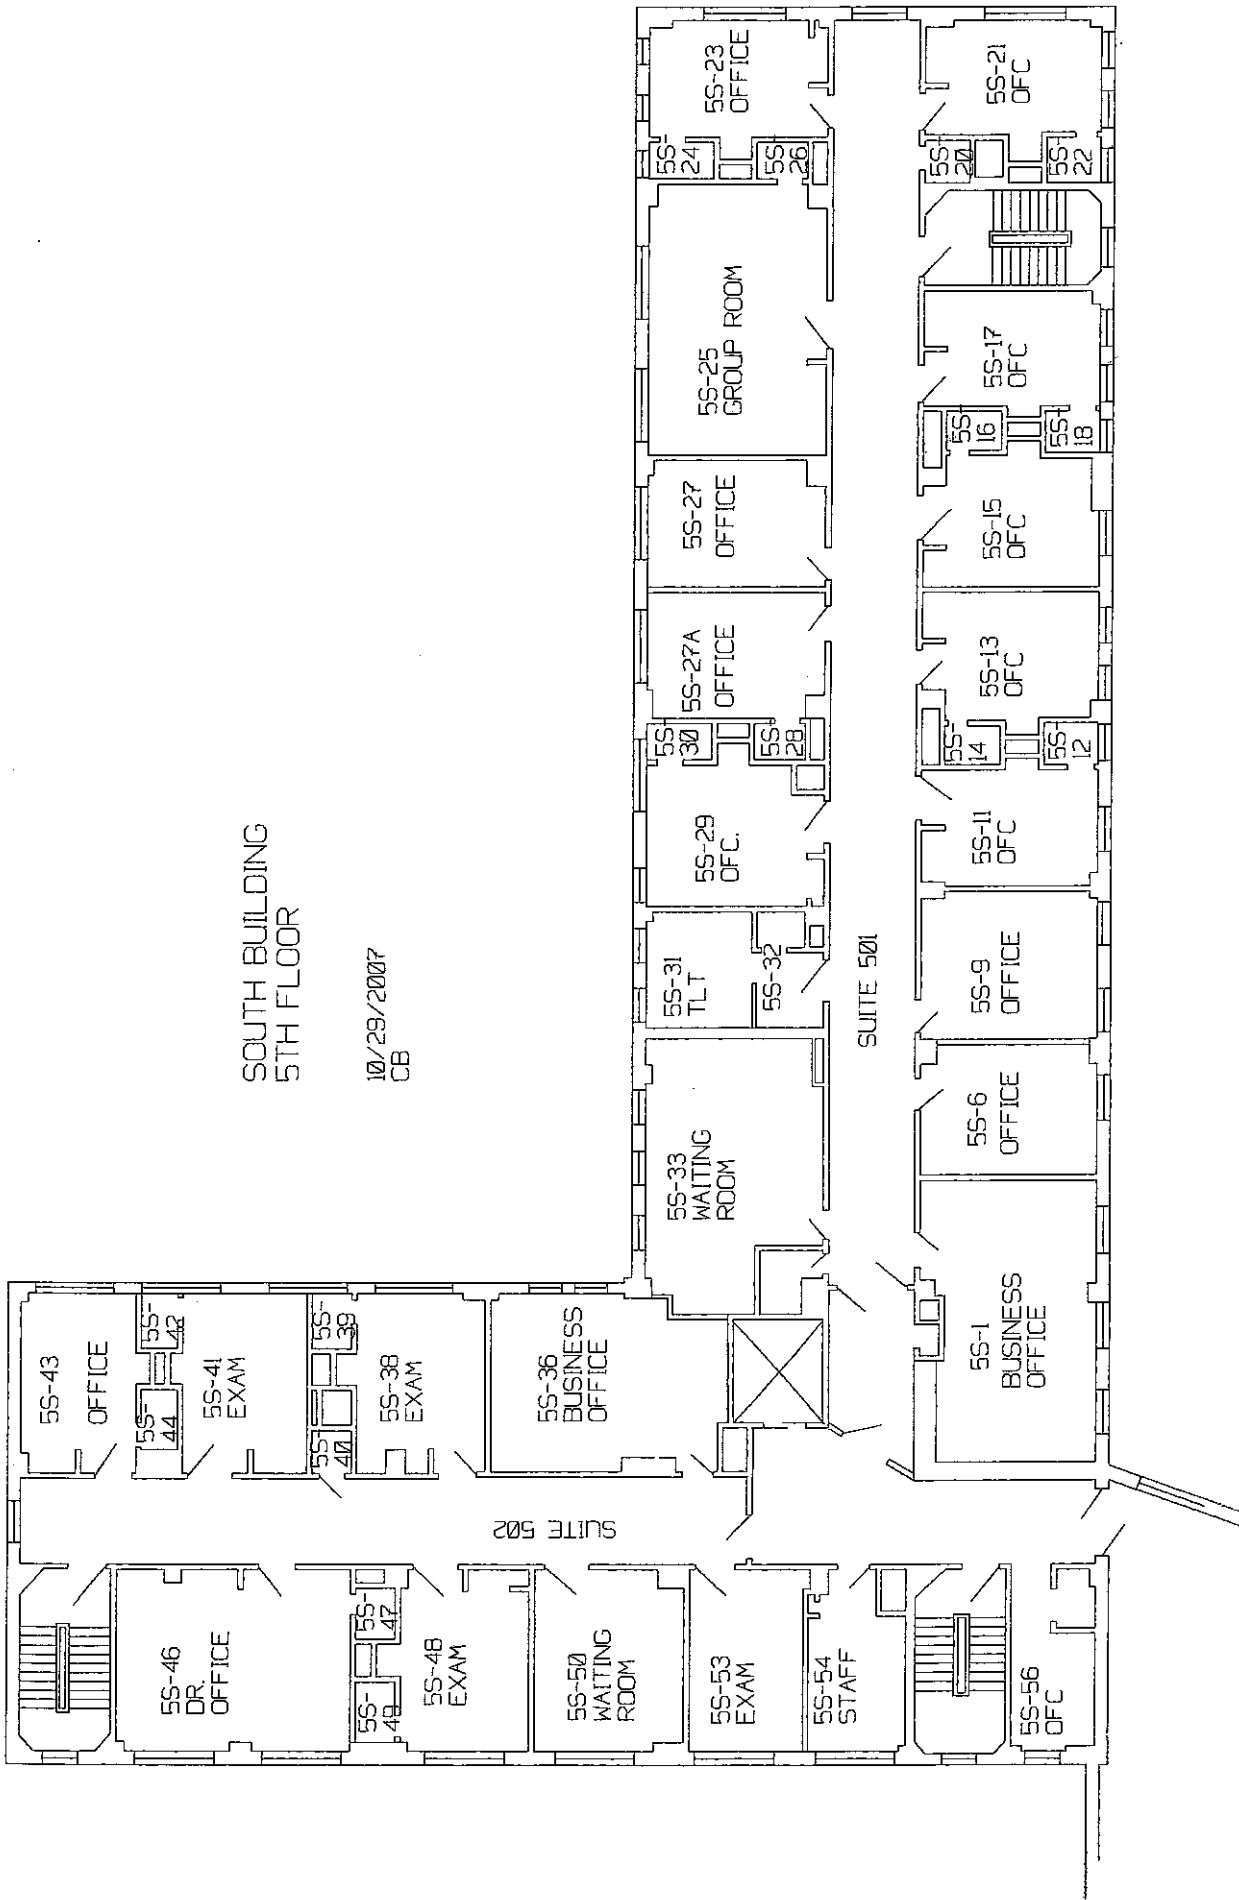 SOUTH BUILDING
5TH FLOOR
10/29/2007
CB
5S-43
OFFICE
5S-
42
5S-
44
5S-41
EXAM
5S-
39
5S-
40
5S-38
EXAM
5S-36
BUSINESS
OFFICE
SUITE 502
5S-46
DR.
OFFICE
5S-
47
5S-
49
5S-48
EXAM
5S-50
WAITING
ROOM
5S-53
EXAM
5S-54
STAFF
5S-56
OFC
5S-33
WAITING
ROOM
5S-31
TLT
5S-32
5S-29
OFC.
5S-
30
5S-
28
5S-27A
OFFICE
5S-27
OFFICE
5S-25
GROUP ROOM
5S-
24
5S-
26
5S-23
OFFICE
SUITE 501
5S-1
BUSINESS
OFFICE
5S-6
OFFICE
5S-9
OFFICE
5S-11
OFC
5S-
14
5S-
12
5S-13
OFC
5S-15
OFC
5S-
16
5S-
18
5S-17
OFC
5S-
20
5S-
22
5S-21
OFC